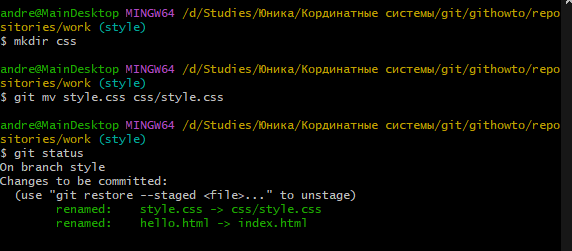 andre@MainDesktop MINGW64 /d/Studies/Юника/Кординатные системы/git/githowto/repo
sitories/work (style)
$ mkdir css
andre@MainDesktop MINGW64 /d/Studies/Юника/Кординатные системы/git/githowto/repo
sitories/work (style)
$ git mv style.css css/style.css
andre@MainDesktop MINGW64 /d/Studies/Юника/Кординатные системы/git/githowto/repo
sitories/work (style)
$ git status
On branch style
Changes to be committed:
  (use "git restore --staged <file>..." to unstage)
        renamed:    style.css -> css/style.css
        renamed:    hello.html -> index.html